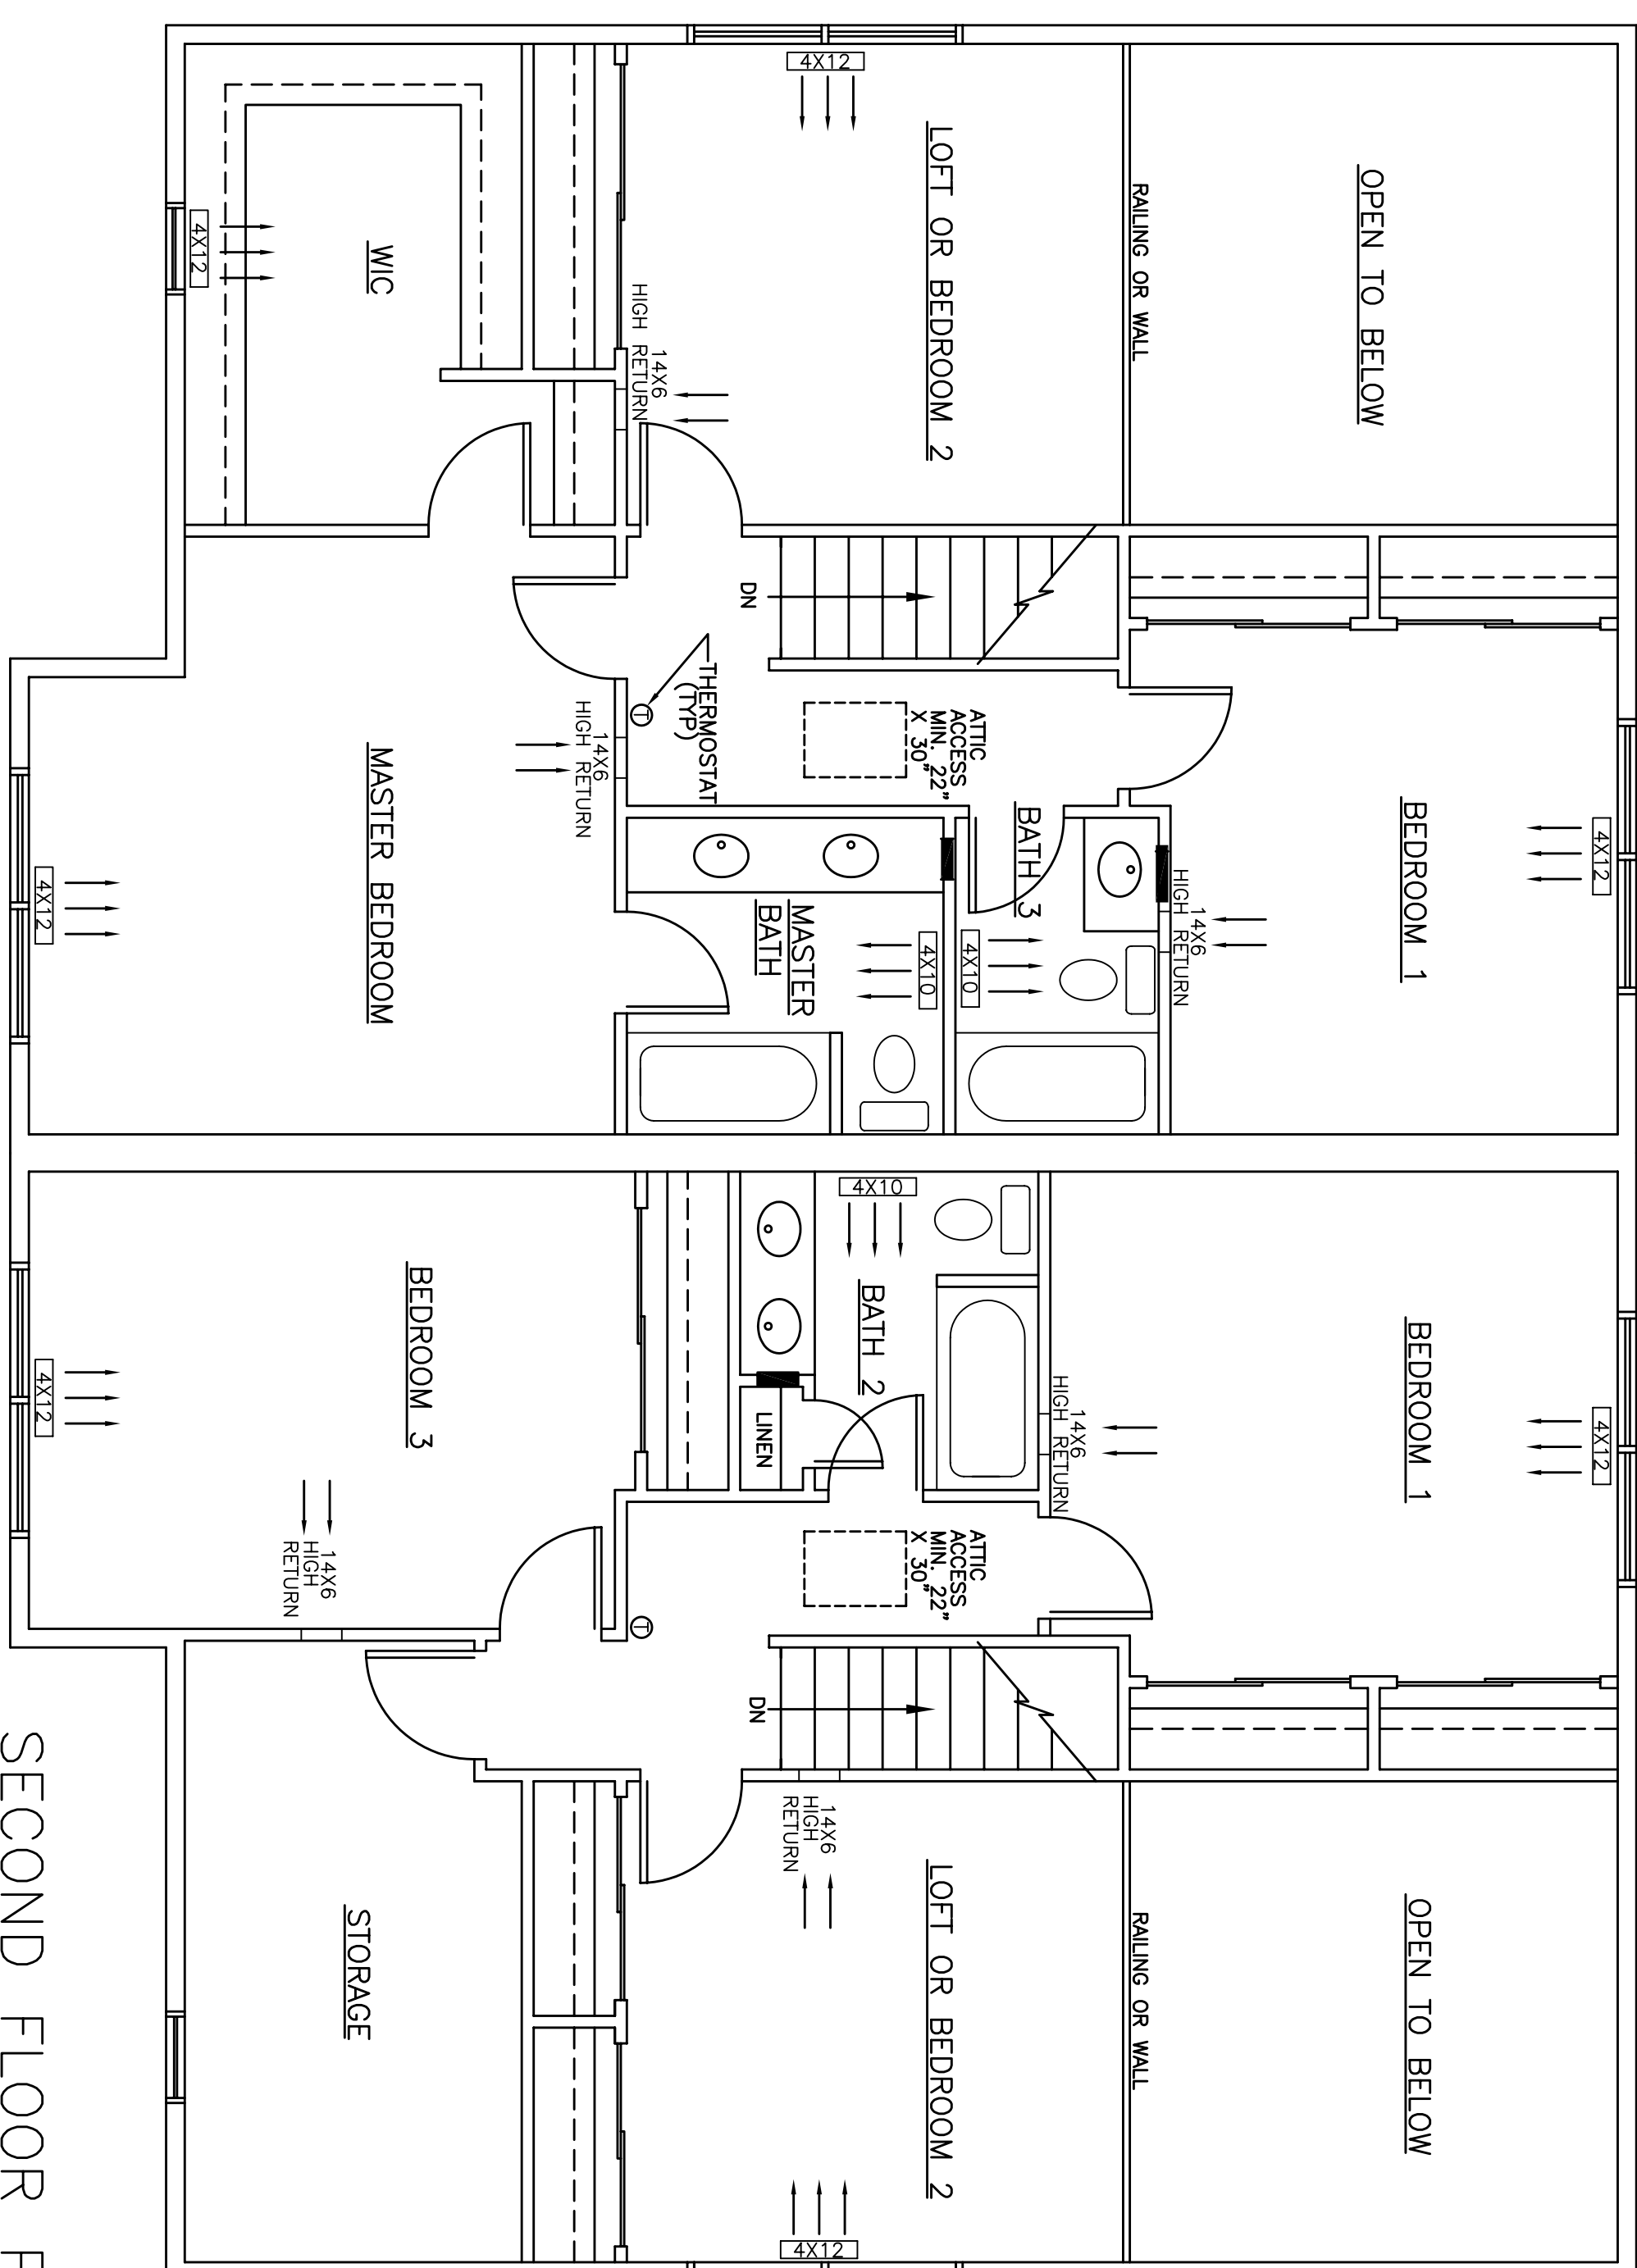 4X12
OPEN TO BELOW
RAILING OR WALL
LOFT OR BEDROOM 2
14X6
HIGH RETURN
WIC
4X12
DN
THERMOSTAT
(TYP)
ATTIC
ACCESS
MIN. 22"
X 30"
4X12
BEDROOM 1
14X6
HIGH RETURN
BATH 3
4X10
4X10
MASTER
BATH
14X6
HIGH RETURN
MASTER BEDROOM
4X12
T
4X12
BEDROOM 1
14X6
HIGH RETURN
4X10
BATH 2
LINEN
BEDROOM 3
4X12
14X6
HIGH
RETURN
ATTIC
ACCESS
MIN. 22"
X 30"
T
DN
14X6
HIGH
RETURN
OPEN TO BELOW
RAILING OR WALL
LOFT OR BEDROOM 2
4X12
STORAGE
SECOND FLOOR